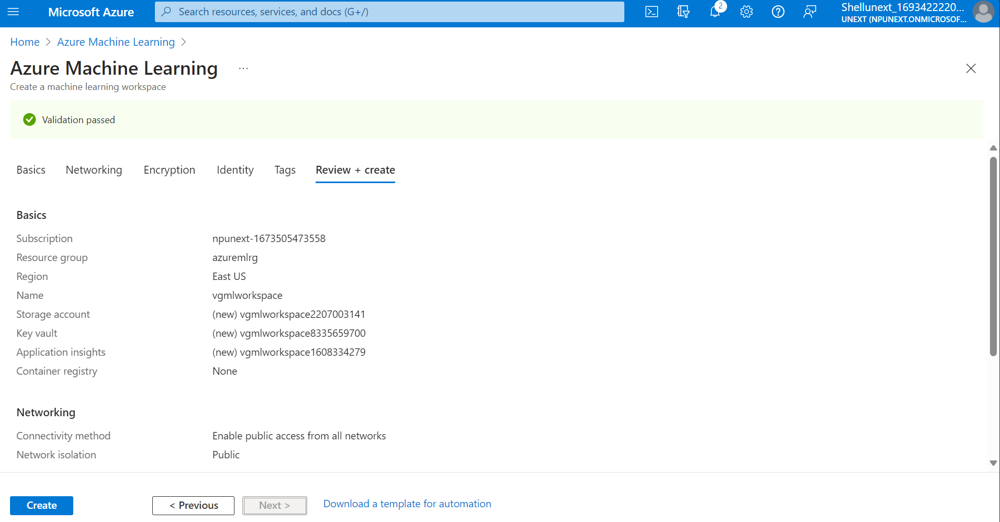 Microsoft Azure
Search resources, services, and docs (G+/)
2
Shellunext_1693422220...
UNEXT (NPUNEXT.ONMICROSOF...
Home > Azure Machine Learning >
Azure Machine Learning ...
Create a machine learning workspace
Validation passed
Basics Networking Encryption Identity Tags Review + create
Basics
Subscription npunext-1673505473558
Resource group azuremlrg
Region East US
Name vgmlworkspace
Storage account (new) vgmlworkspace2207003141
Key vault (new) vgmlworkspace8335659700
Application insights (new) vgmlworkspace1608334279
Container registry None
Networking
Connectivity method Enable public access from all networks
Network isolation Public
Create < Previous Next > Download a template for automation